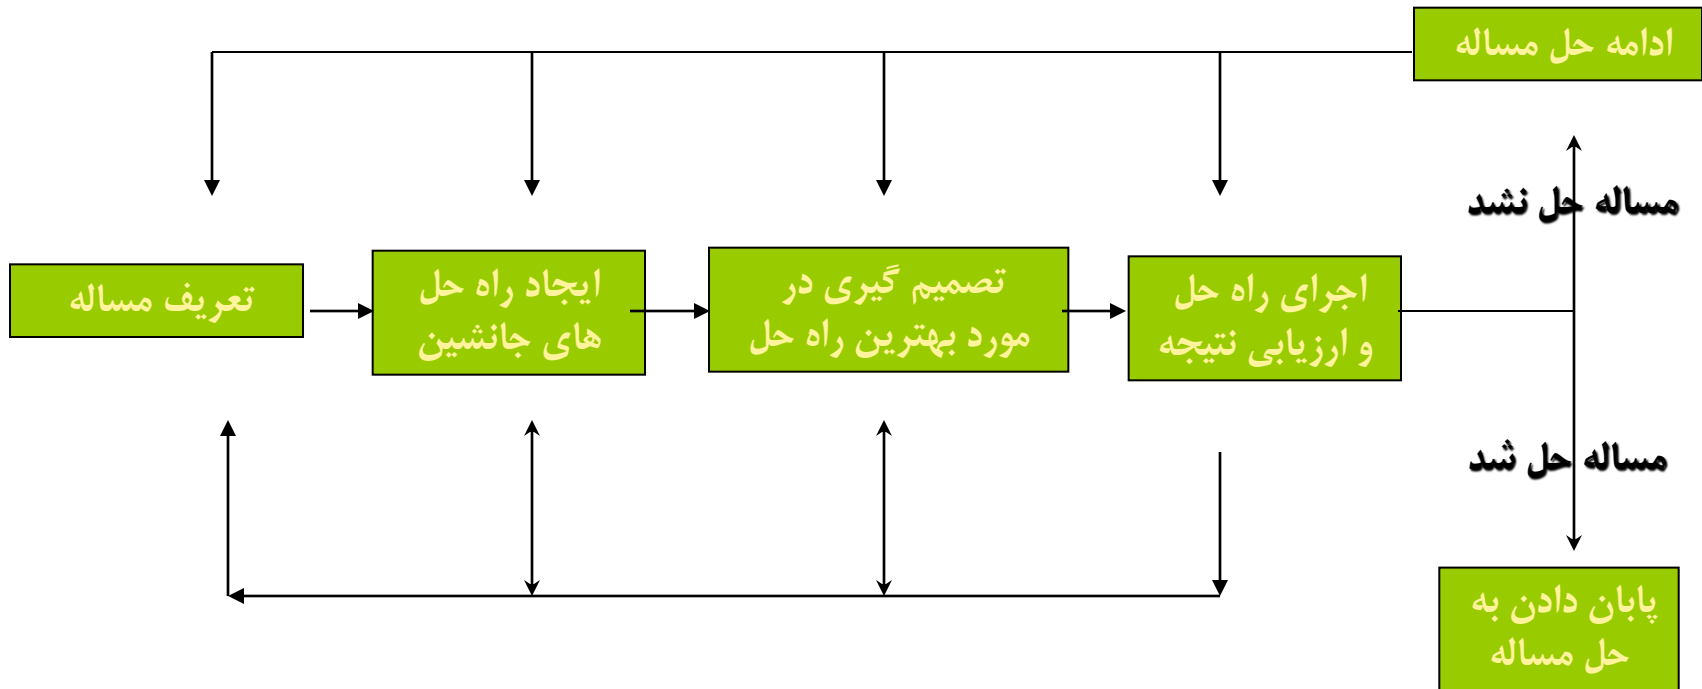 ادامه حل مساله
مساله حل نشد
تعریف مساله
ایجاد راه حل
های جانشین
تصمیم گیری در
مورد بهترین راه حل
اجرای راه حل
و ارزیابی نتیجه
مساله حل شد
پابان دادن به
حل مساله